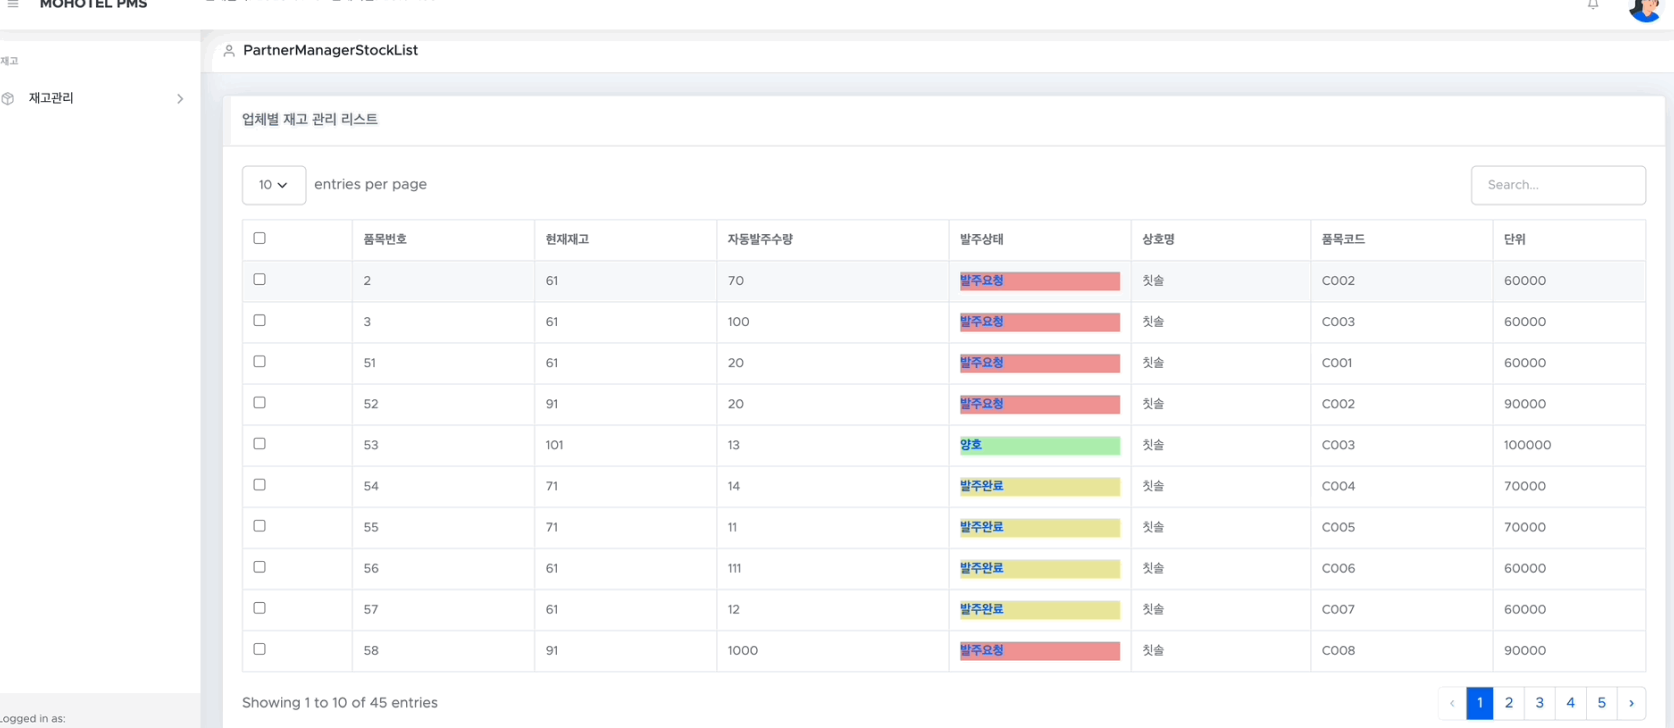 MOHOTEL PMS
PartnerManagerStockList
재고
재고관리
업체별 재고 관리 리스트
10 entries per page
Search...
품목번호 현재재고 자동발주수량 발주상태 상호명 품목코드 단위
2 61 70 발주요청 칫솔 C002 60000
3 61 100 발주요청 칫솔 C003 60000
51 61 20 발주요청 칫솔 C001 60000
52 91 20 발주요청 칫솔 C002 90000
53 101 13 양호 칫솔 C003 100000
54 71 14 발주완료 칫솔 C004 70000
55 71 11 발주완료 칫솔 C005 70000
56 61 111 발주완료 칫솔 C006 60000
57 61 12 발주완료 칫솔 C007 60000
58 91 1000 발주요청 칫솔 C008 90000
Showing 1 to 10 of 45 entries
‹ 1 2 3 4 5 ›
Logged in as: